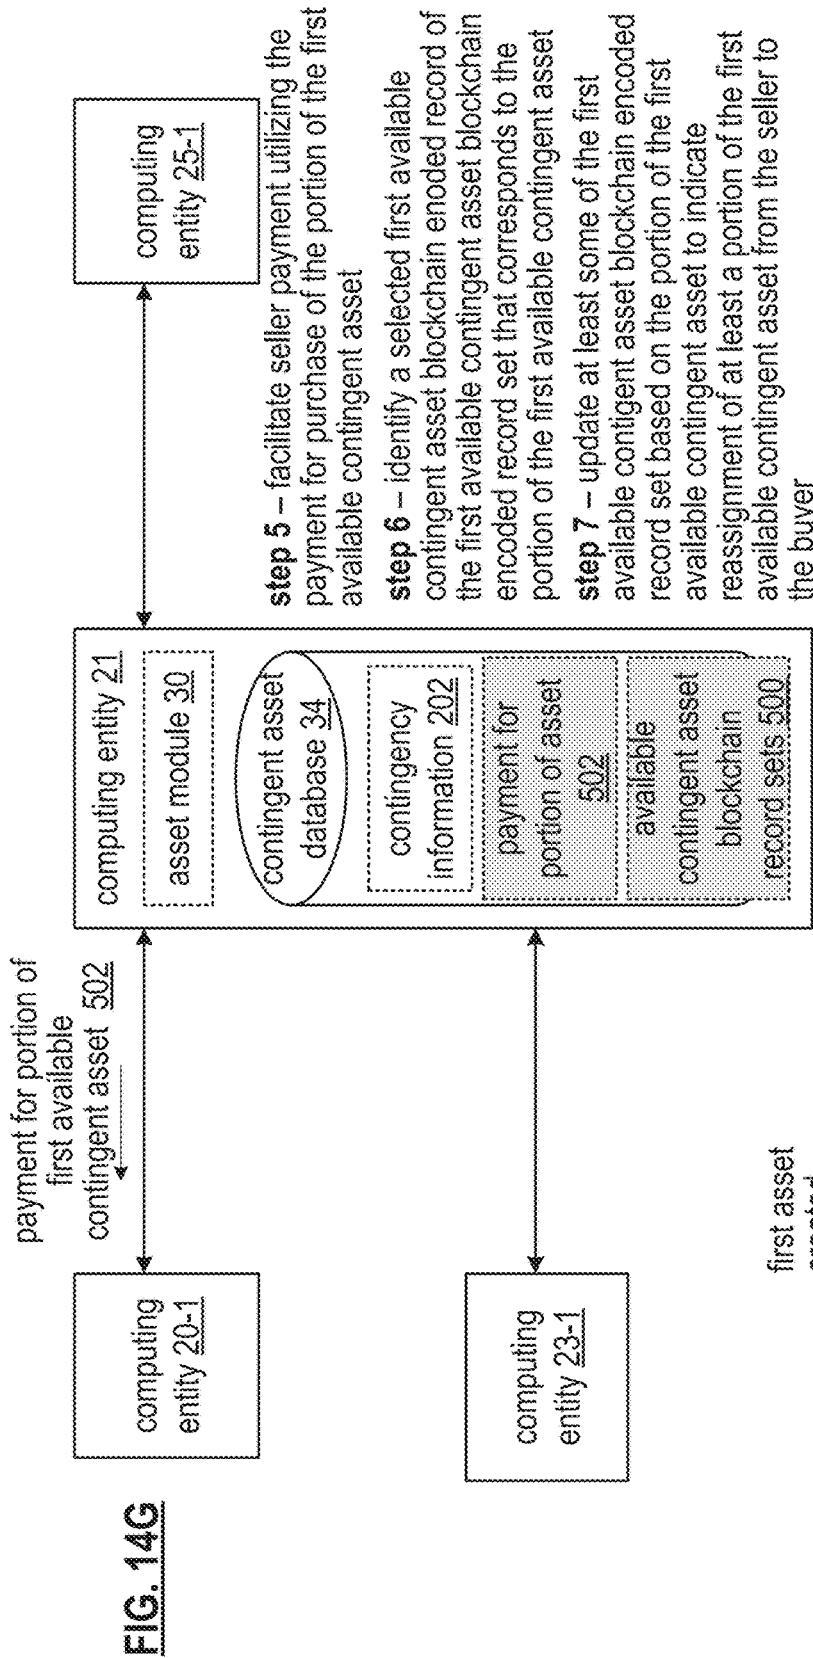 FIG. 14G
payment for portion of
first available
contingent asset 502
computing
entity 20-1
computing
entity 23-1
computing entity 21
asset module 30
contingent asset
database 34
contingency
information 202
payment for
portion of asset
502
available
contingent asset
blockchain
record sets 500
computing
entity 25-1
step 5 – facilitate seller payment utilizing the
payment for purchase of the portion of the first
available contingent asset
step 6 – identify a selected first available
contingent asset blockchain enoded record of
the first available contingent asset blockchain
encoded record set that corresponds to the
portion of the first available contingent asset
step 7 – update at least some of the first
available contigent asset blockchain encoded
record set based on the portion of the first
available contingent asset to indicate
reassignment of at least a portion of the first
available contingent asset from the seller to
the buyer
first asset